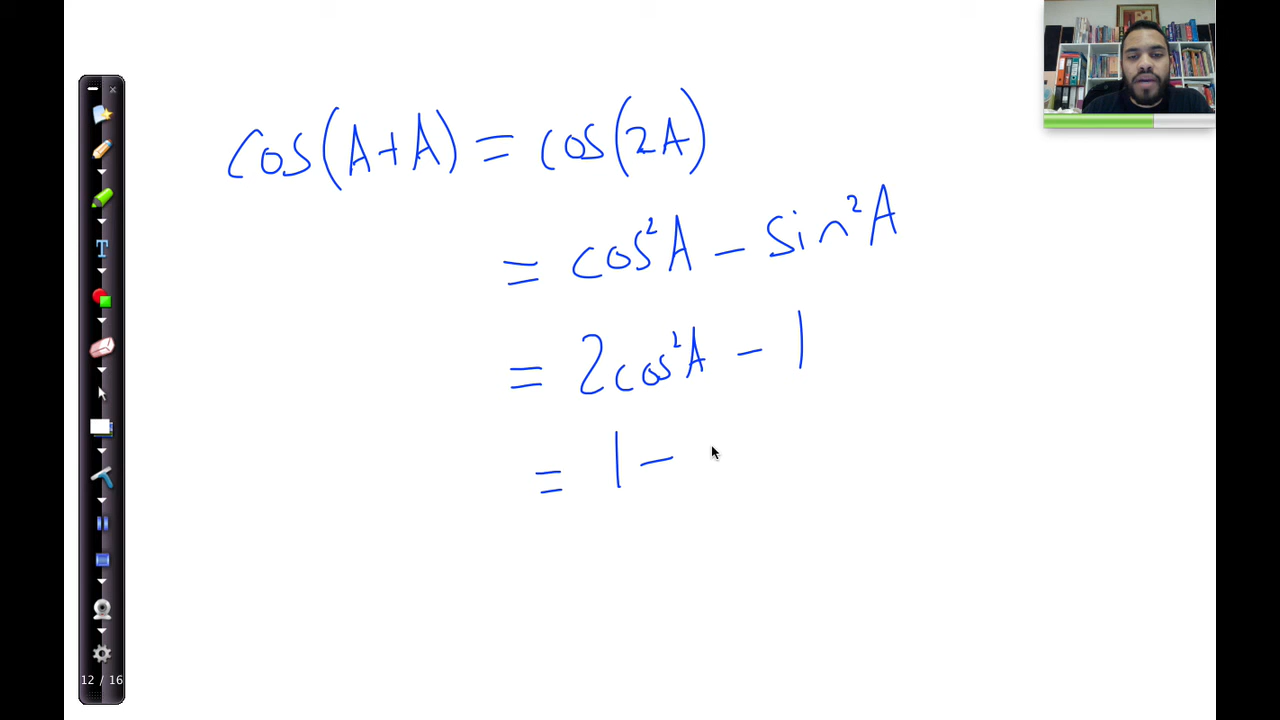 cos(A+A) = cos(2A)
= cos²A - sin²A
= 2cos²A - 1
= 1 -
T
12 / 16